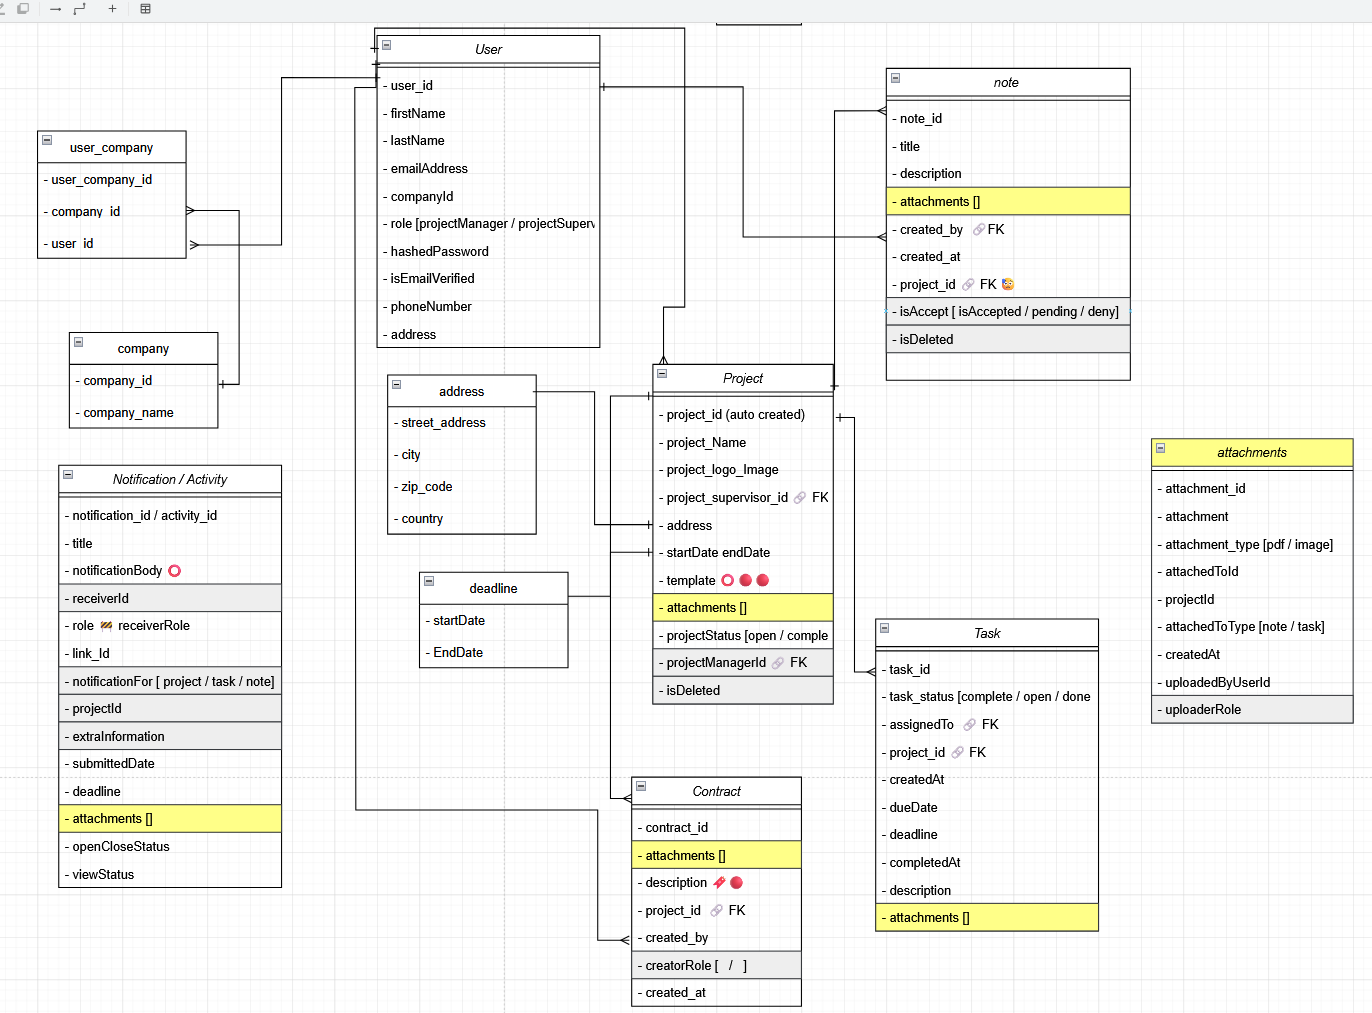 User
- user_id
- firstName
- lastName
- emailAddress
- companyId
- role [projectManager / projectSuperv
- hashedPassword
- isEmailVerified
- phoneNumber
- address
note
- note_id
- title
- description
- attachments []
- created_by 🔗 FK
- created_at
- project_id 🔗 FK
- isAccept [ isAccepted / pending / deny]
- isDeleted
user_company
- user_company_id
- company_id
- user_id
company
- company_id
- company_name
address
- street_address
- city
- zip_code
- country
Project
- project_id (auto created)
- project_Name
- project_logo_Image
- project_supervisor_id 🔗 FK
- address
- startDate endDate
- template ⭕ 🔴 🔴
- attachments []
- projectStatus [open / comple
- projectManagerId 🔗 FK
- isDeleted
attachments
- attachment_id
- attachment
- attachment_type [pdf / image]
- attachedToId
- projectId
- attachedToType [note / task]
- createdAt
- uploadedByUserId
- uploaderRole
Notification / Activity
- notification_id / activity_id
- title
- notificationBody ⭕
- receiverId
- role 🚧 receiverRole
- link_Id
- notificationFor [ project / task / note]
- projectId
- extraInformation
- submittedDate
- deadline
- attachments []
- openCloseStatus
- viewStatus
deadline
- startDate
- EndDate
Task
- task_id
- task_status [complete / open / done
- assignedTo 🔗 FK
- project_id 🔗 FK
- createdAt
- dueDate
- deadline
- completedAt
- description
- attachments []
Contract
- contract_id
- attachments []
- description 🧨 🔴
- project_id 🔗 FK
- created_by
- creatorRole [ / ]
- created_at